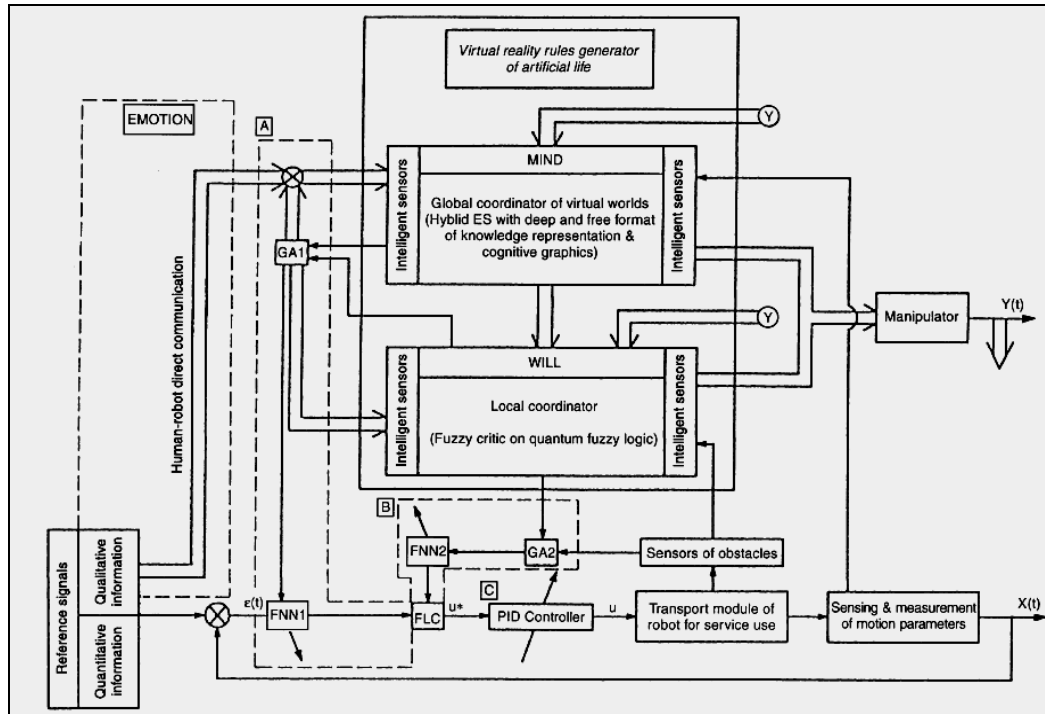 Virtual reality rules generator
of artificial life
EMOTION
A
Y
MIND
Intelligent sensors
Global coordinator of virtual worlds
(Hyblid ES with deep and free format
of knowledge representation &
cognitive graphics)
Intelligent sensors
GA1
Human-robot direct communication
Y
Manipulator
Y(t)
WILL
Intelligent sensors
Local coordinator
(Fuzzy critic on quantum fuzzy logic)
Intelligent sensors
B
FNN2
GA2
Sensors of obstacles
Reference signals
Qualitative
information
Quantitative
information
ε(t)
FNN1
FLC
u*
C
PID Controller
u
Transport module of
robot for service use
Sensing & measurement
of motion parameters
X(t)